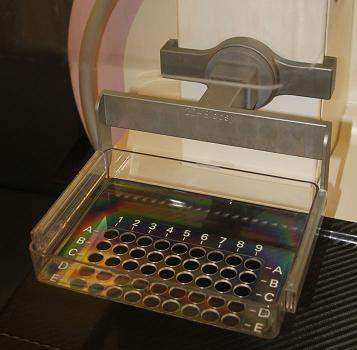 1 2 3 4 5 6 7 8 9
A- -A
B- -B
C- -C
D- -D
E- -E